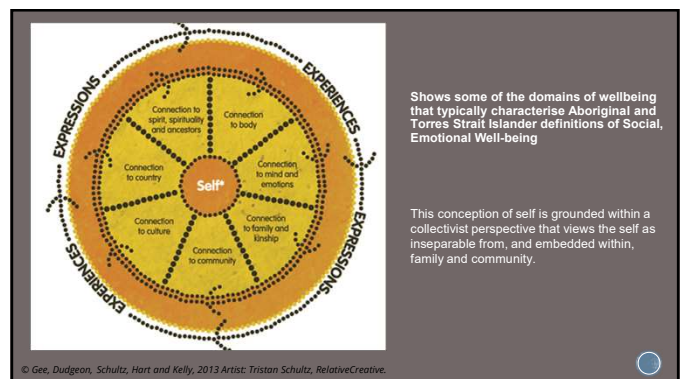 EXPRESSIONS
EXPERIENCES
Connection to
spirit, spirituality
and ancestors
Connection
to body
Connection
to country
Connection
to mind and
emotions
Self*
Connection
to culture
Connection
to family and
kinship
Connection
to community
EXPERIENCES
EXPRESSIONS
Shows some of the domains of wellbeing
that typically characterise Aboriginal and
Torres Strait Islander definitions of Social,
Emotional Well-being
This conception of self is grounded within a
collectivist perspective that views the self as
inseparable from, and embedded within,
family and community.
© Gee, Dudgeon, Schultz, Hart and Kelly, 2013 Artist: Tristan Schultz, RelativeCreative.